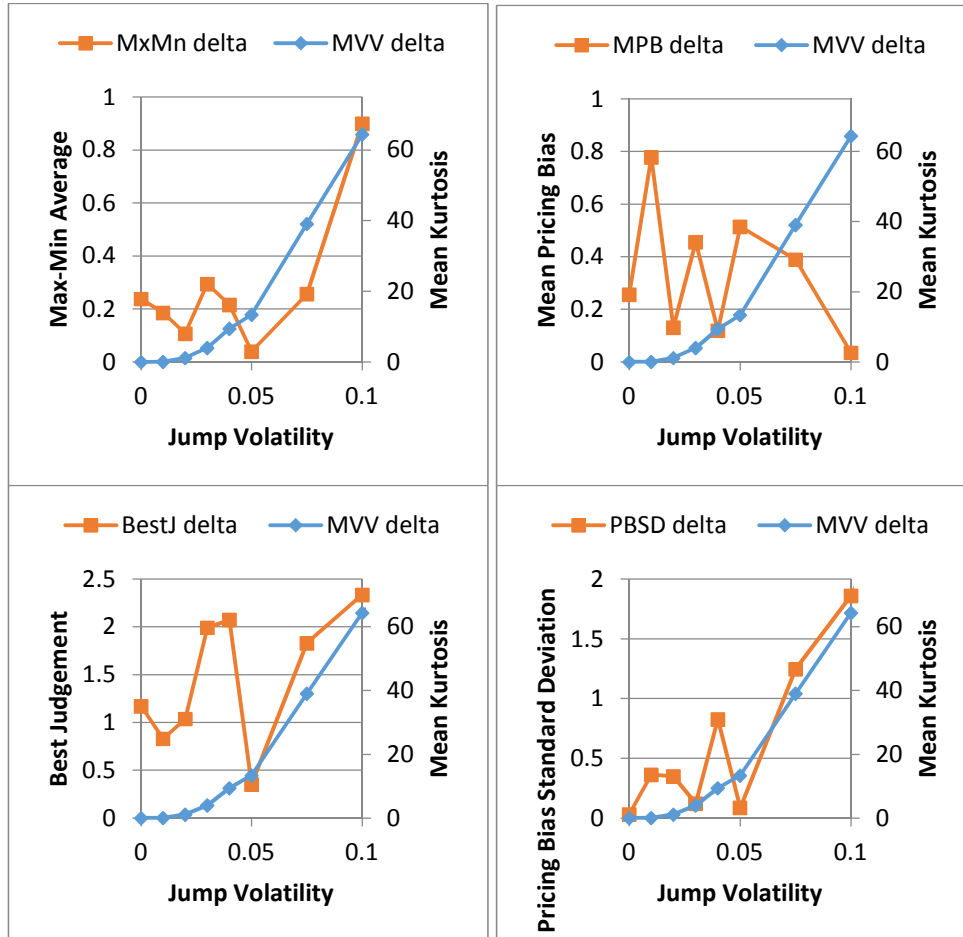 MxMn delta MVV delta
Max-Min Average
1
0.8
0.6
0.4
0.2
0
60
40
20
0
Mean Kurtosis
0 0.05 0.1
Jump Volatility
MPB delta MVV delta
Mean Pricing Bias
1
0.8
0.6
0.4
0.2
0
60
40
20
0
Mean Kurtosis
0 0.05 0.1
Jump Volatility
BestJ delta MVV delta
Best Judgement
2.5
2
1.5
1
0.5
0
60
40
20
0
Mean Kurtosis
0 0.05 0.1
Jump Volatility
PBSD delta MVV delta
Pricing Bias Standard Deviation
2
1.5
1
0.5
0
60
40
20
0
Mean Kurtosis
0 0.05 0.1
Jump Volatility